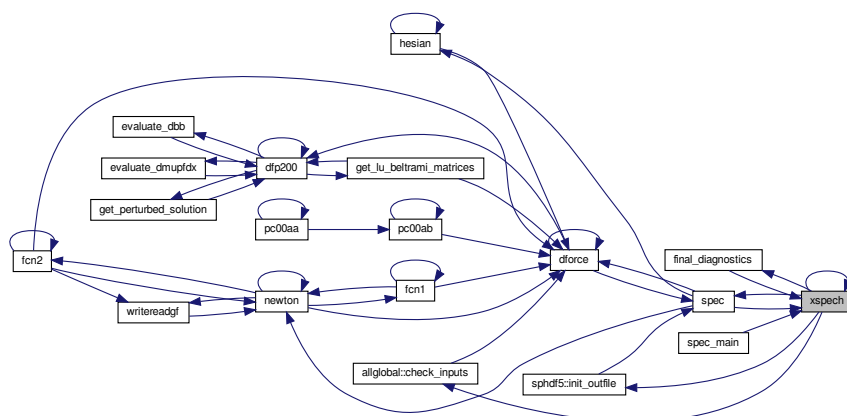 hesian
evaluate_dbb
evaluate_dmupfdx
dfp200
get_lu_beltrami_matrices
get_perturbed_solution
pc00aa
pc00ab
fcn2
dforce
final_diagnostics
fcn1
newton
spec
xspech
writereadgf
spec_main
allglobal::check_inputs
sphdf5::init_outfile